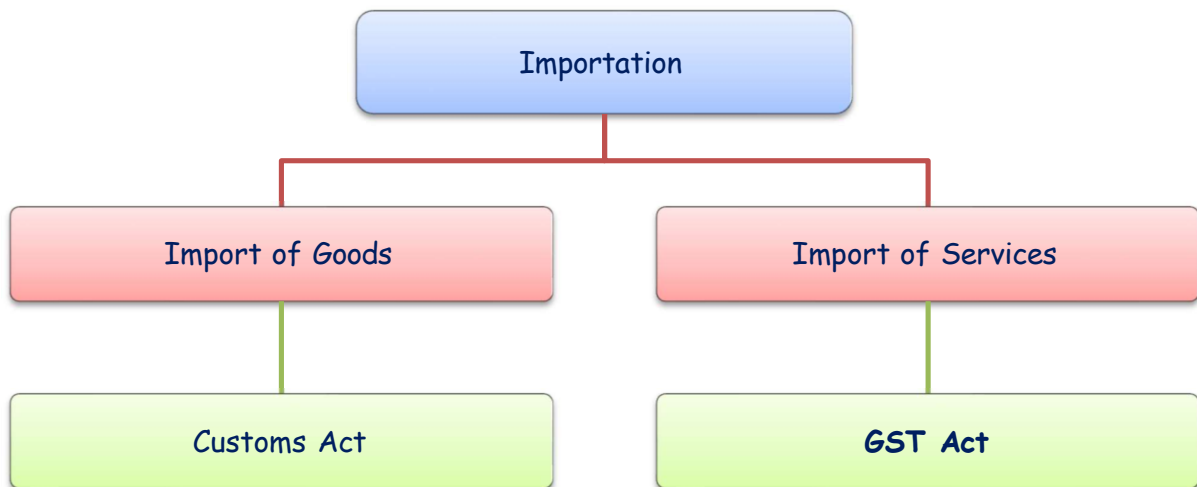 Importation
Import of Goods
Import of Services
Customs Act
GST Act